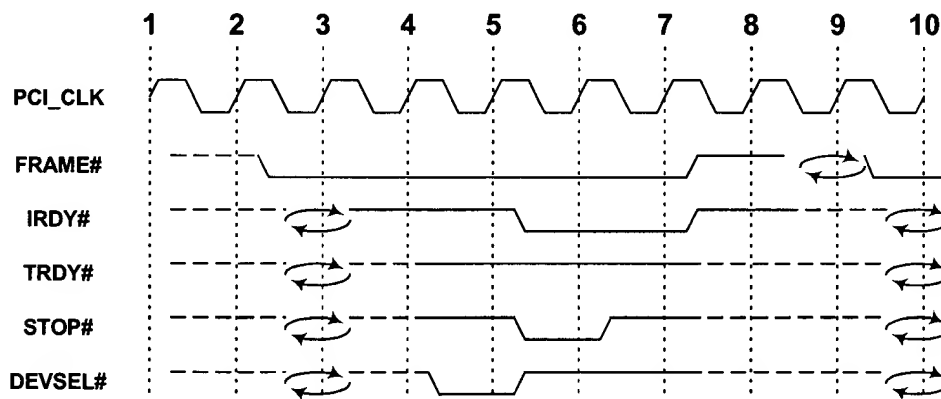 1 2 3 4 5 6 7 8 9 10
PCI_CLK
FRAME#
IRDY#
TRDY#
STOP#
DEVSEL#